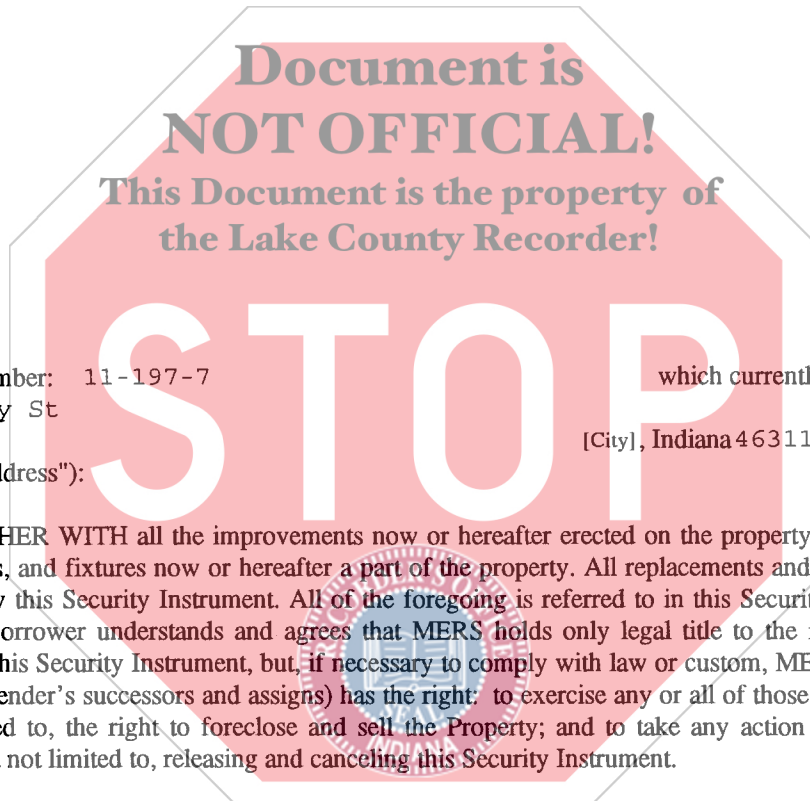 Document is
NOT OFFICIAL!
This Document is the property of
the Lake County Recorder!
STOP
mber: 11-197-7 which currentl
y St
[City], Indiana 46311
ddress"):
HER WITH all the improvements now or hereafter erected on the property
s, and fixtures now or hereafter a part of the property. All replacements and
y this Security Instrument. All of the foregoing is referred to in this Securit
orrower understands and agrees that MERS holds only legal title to the
his Security Instrument, but, if necessary to comply with law or custom, ME
ender's successors and assigns) has the right: to exercise any or all of those
ed to, the right to foreclose and sell the Property; and to take any action
not limited to, releasing and canceling this Security Instrument.
RECORDER'S OFFICE
SEAL
INDIANA